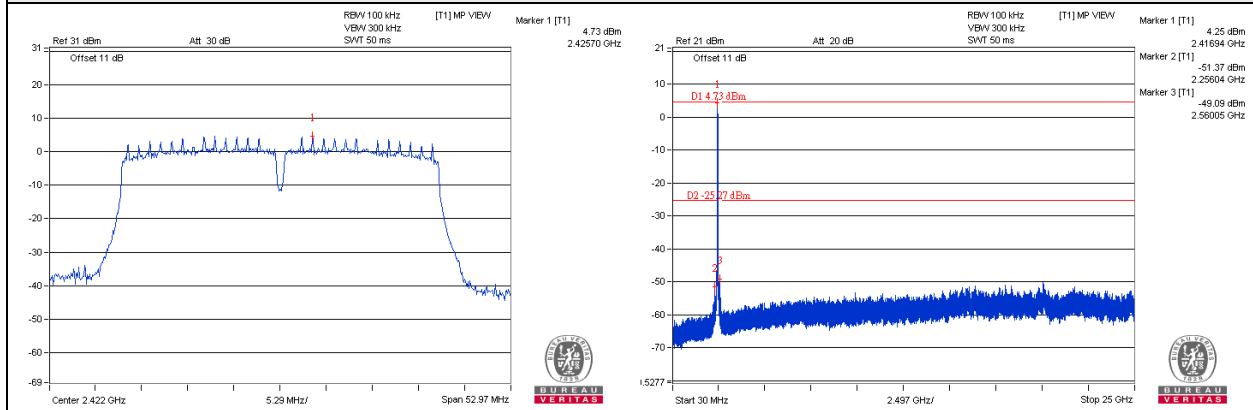 RBW 100 kHz [T1] MP VIEW
VBW 300 kHz
Ref 31 dBm Att 30 dB SWT 50 ms
Marker 1 [T1]
4.73 dBm
2.42570 GHz
31
Offset 11 dB
20
10
1
0
-10
-20
-30
-40
-50
-60
-69
Center 2.422 GHz 5.29 MHz/ Span 52.97 MHz
1828
BUREAU
VERITAS
RBW 100 kHz [T1] MP VIEW
VBW 300 kHz
Ref 21 dBm Att 20 dB SWT 50 ms
Marker 1 [T1]
4.25 dBm
2.41694 GHz
Marker 2 [T1]
-51.37 dBm
2.25604 GHz
Marker 3 [T1]
-49.09 dBm
2.56005 GHz
21
Offset 11 dB
10
1
D1 4.73 dBm
0
-10
-20
D2 -25.27 dBm
-30
-40
3
2
-50
-60
-70
.5277
Start 30 MHz 2.497 GHz/ Stop 25 GHz
1828
BUREAU
VERITAS